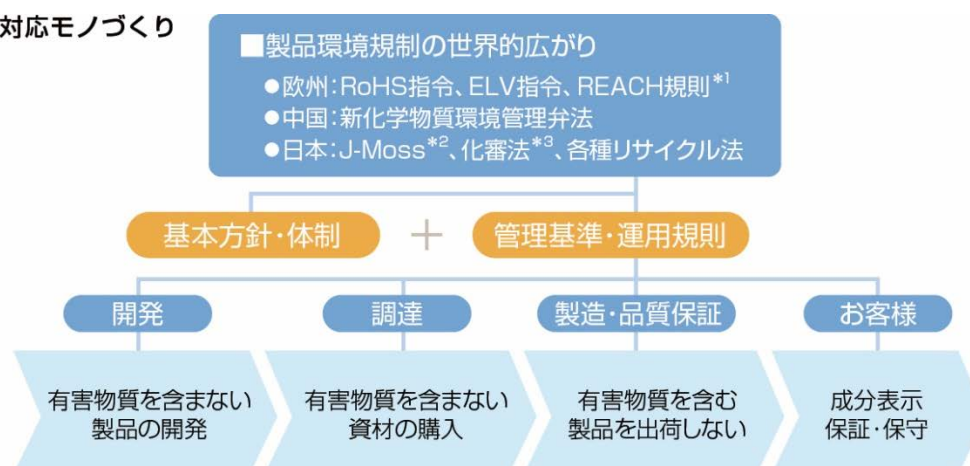 対応モノづくり
■製品環境規制の世界的広がり
●欧州：RoHS指令、ELV指令、REACH規則*1
●中国：新化学物質環境管理弁法
●日本：J-Moss*2、化審法*3、各種リサイクル法
基本方針・体制 + 管理基準・運用規則
開発 調達 製造・品質保証 お客様
有害物質を含まない 有害物質を含まない 有害物質を含む 成分表示
製品の開発 資材の購入 製品を出荷しない 保証・保守